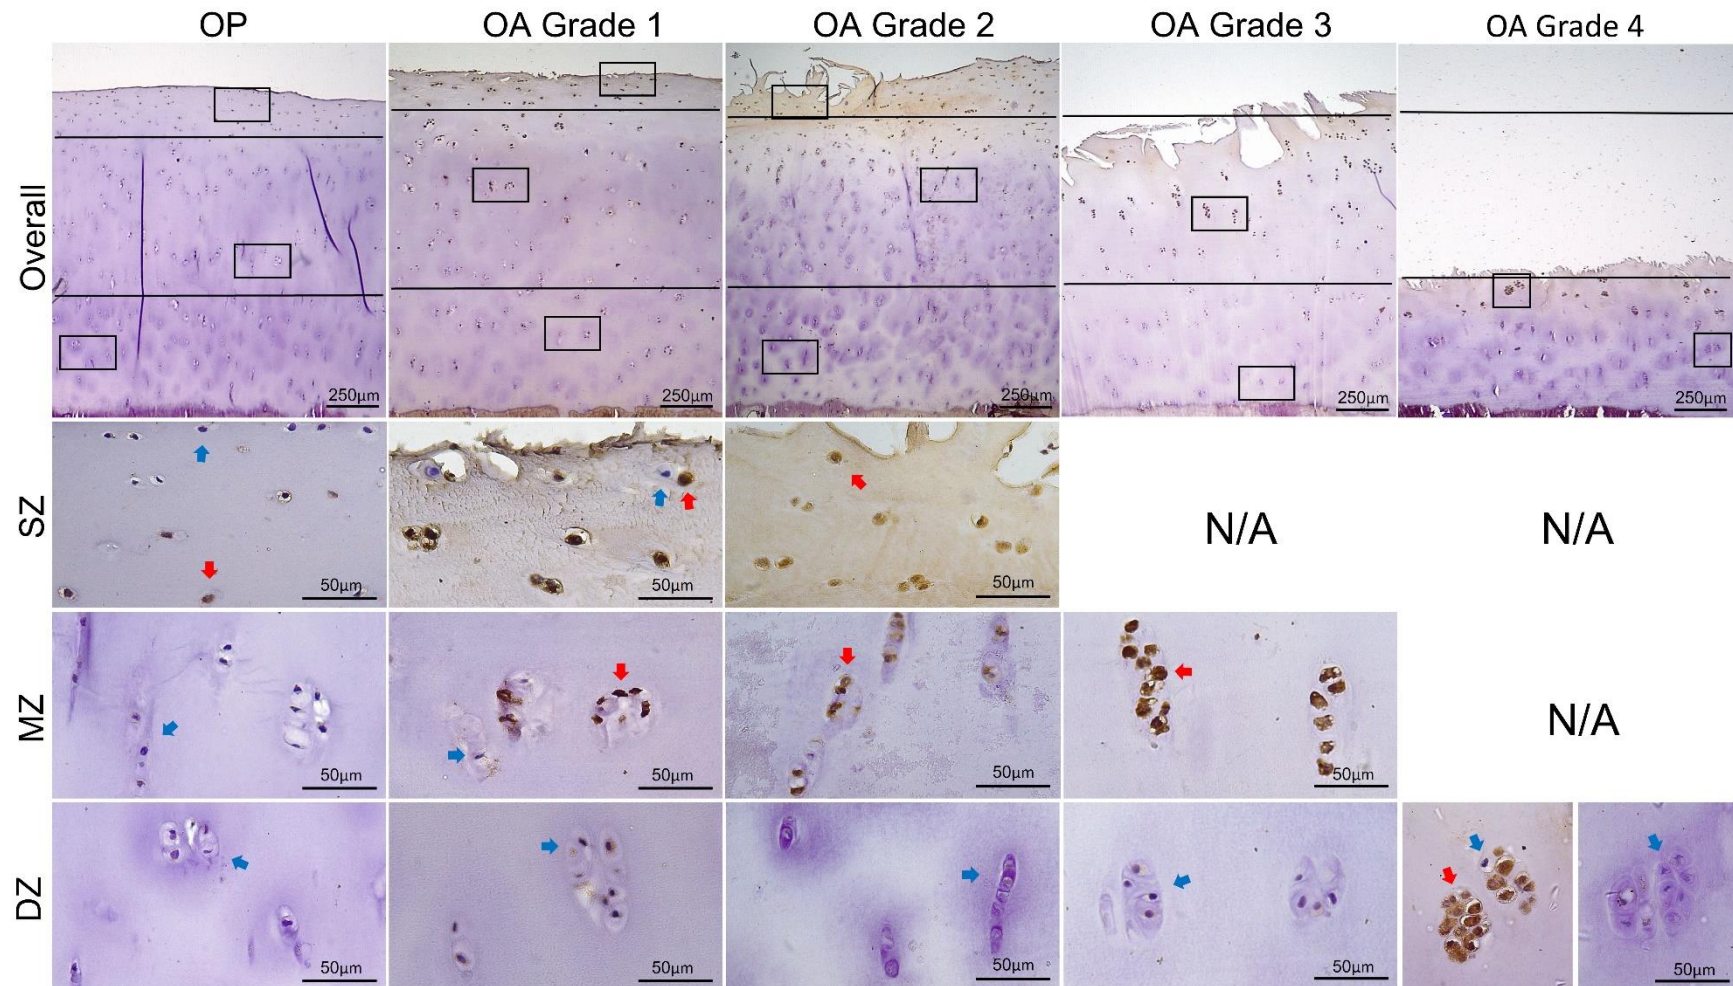 OP OA Grade 1 OA Grade 2 OA Grade 3 OA Grade 4
Overall
250µm 250µm 250µm 250µm 250µm
SZ
50µm 50µm 50µm
N/A N/A
MZ
50µm 50µm 50µm 50µm
N/A
DZ
50µm 50µm 50µm 50µm 50µm